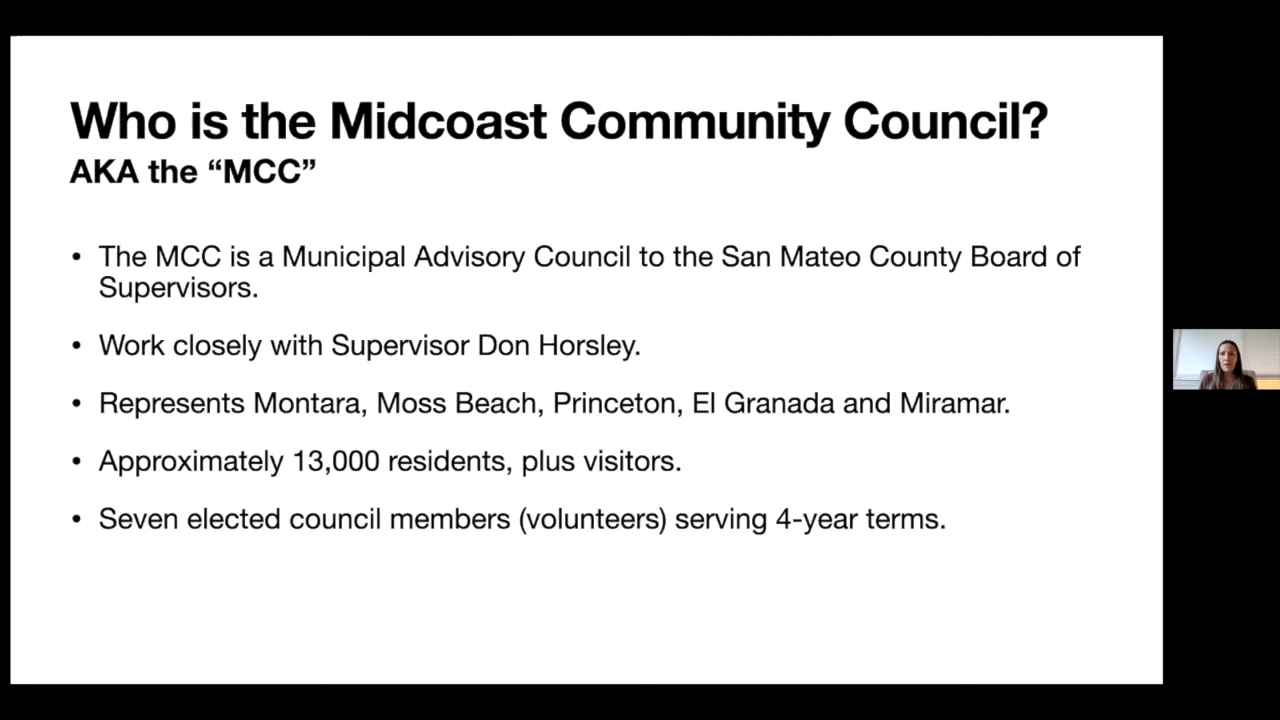 Who is the Midcoast Community Council?
AKA the “MCC”
• The MCC is a Municipal Advisory Council to the San Mateo County Board of
Supervisors.
• Work closely with Supervisor Don Horsley.
• Represents Montara, Moss Beach, Princeton, El Granada and Miramar.
• Approximately 13,000 residents, plus visitors.
• Seven elected council members (volunteers) serving 4-year terms.